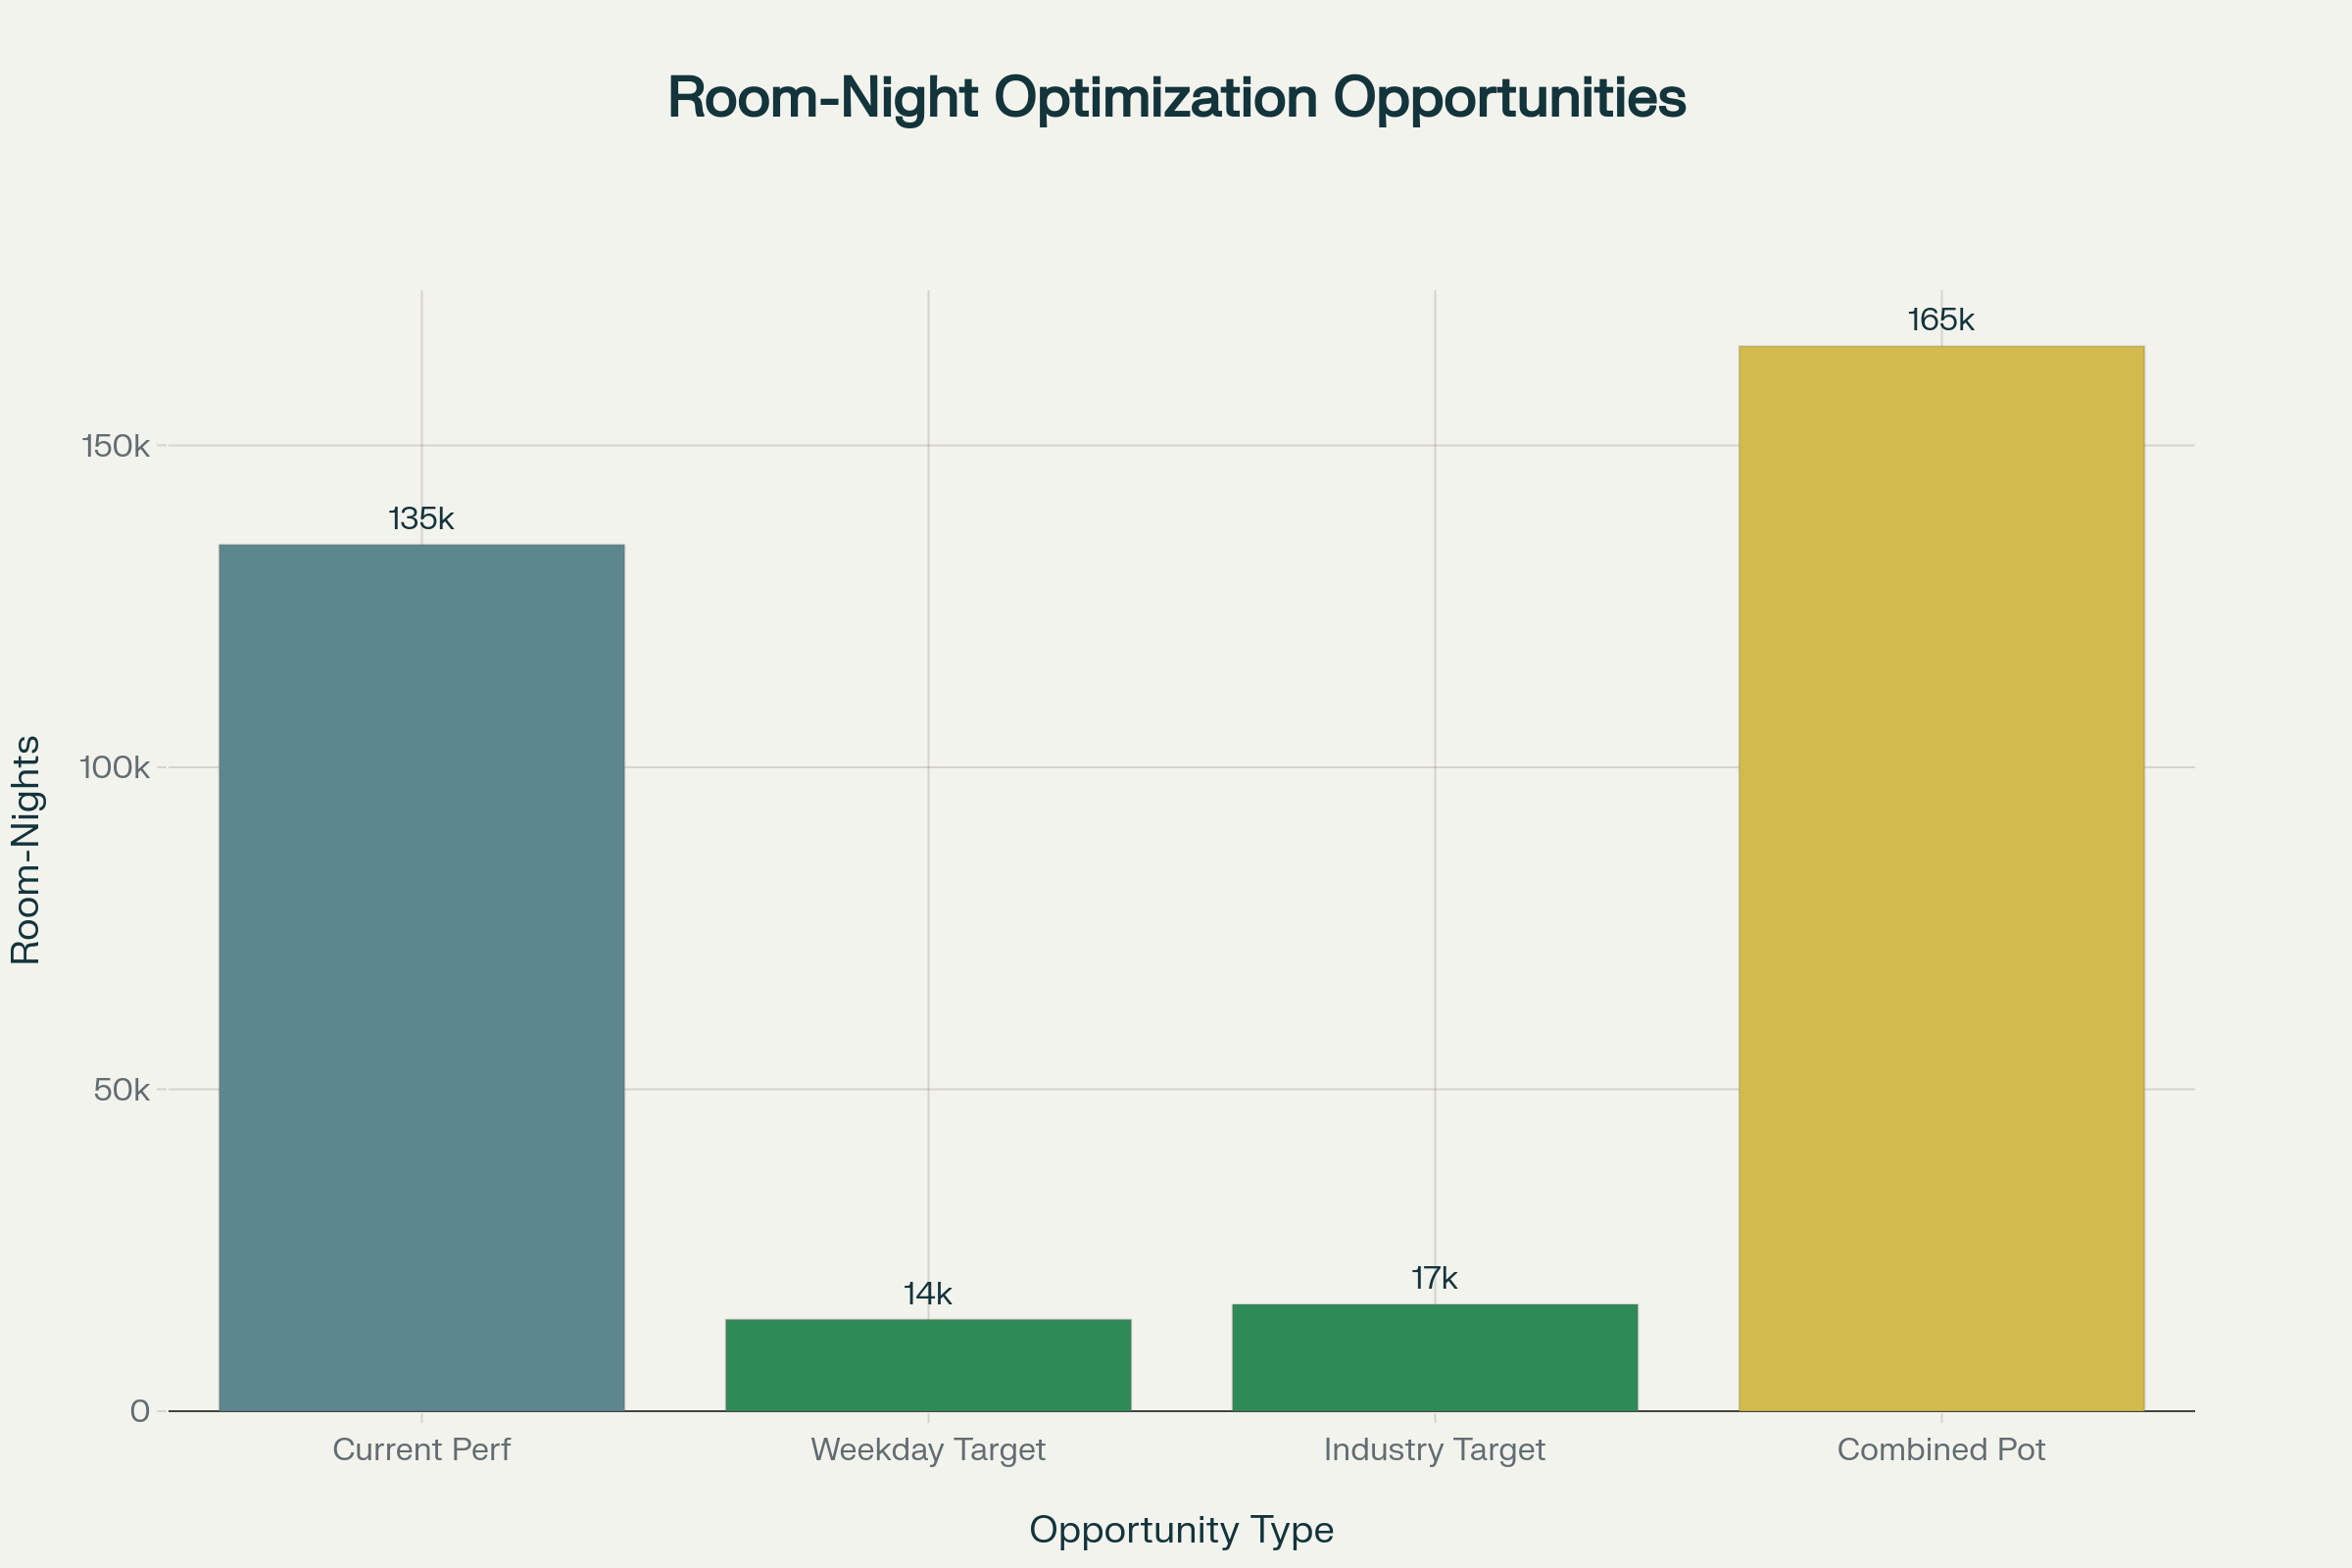 Room-Night Optimization Opportunities
165k
150k
135k
100k
Room-Nights
50k
17k
14k
0
Current Perf
Weekday Target
Industry Target
Combined Pot
Opportunity Type